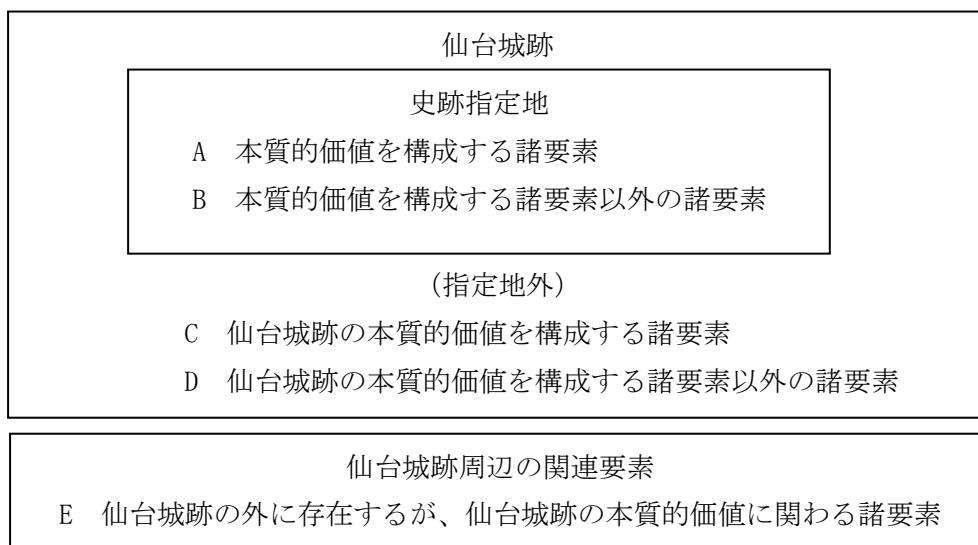 仙台城跡
史跡指定地
A 本質的価値を構成する諸要素
B 本質的価値を構成する諸要素以外の諸要素
(指定地外)
C 仙台城跡の本質的価値を構成する諸要素
D 仙台城跡の本質的価値を構成する諸要素以外の諸要素
仙台城跡周辺の関連要素
E 仙台城跡の外に存在するが、仙台城跡の本質的価値に関わる諸要素